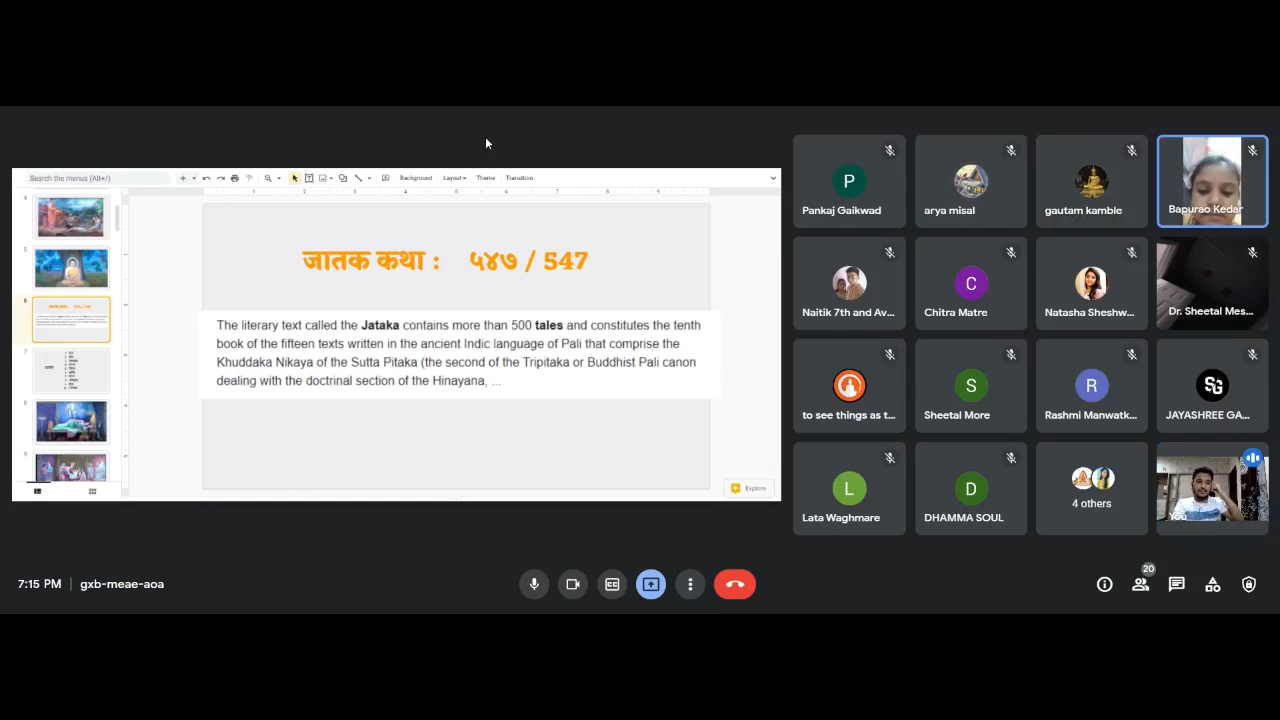 Search the menus (Alt+/)
Background Layout Theme Transition
जातक कथा : ५४७ / 547
The literary text called the Jataka contains more than 500 tales and constitutes the tenth
book of the fifteen texts written in the ancient Indic language of Pali that comprise the
Khuddaka Nikaya of the Sutta Pitaka (the second of the Tripitaka or Buddhist Pali canon
dealing with the doctrinal section of the Hinayana, ...
Explore
P
Pankaj Gaikwad
arya misal
gautam kamble
Bapurao Kedar
Naitik 7th and Av...
C
Chitra Matre
Natasha Sheshw...
Dr. Sheetal Mes...
to see things as t...
S
Sheetal More
R
Rashmi Manwatk...
SG
JAYASHREE GA...
L
Lata Waghmare
D
DHAMMA SOUL
4 others
You
7:15 PM | gxb-meae-aoa
20